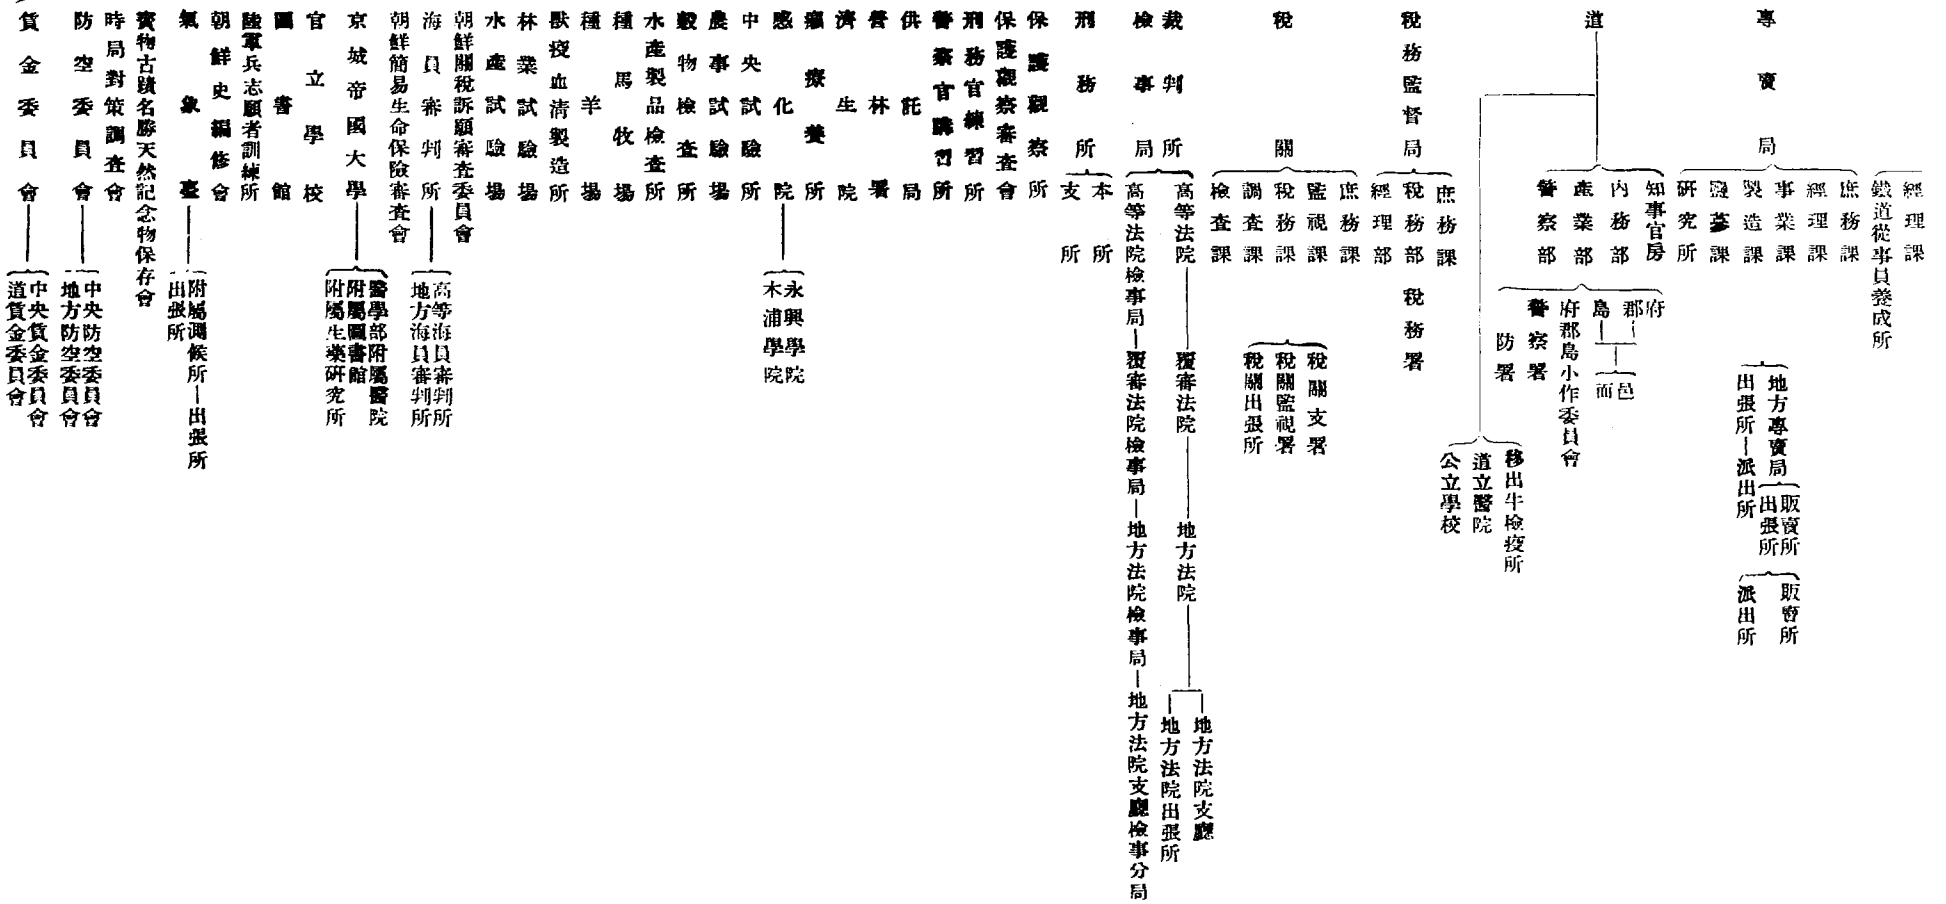 經理課
鐵道從事員養成所
專賣局
庶務課
經理課
事業課
製造課
鹽蔘課
硏究所
地方專賣局
販賣所
出張所
販賣所
派出所
出張所―派出所
道
知事官房
內務部
產業部
警察部
府
郡
島
邑
面
府郡島小作委員會
警察署
防署
移出牛檢疫所
道立醫院
公立學校
稅務監督局
庶務課
稅務部
經理部
稅務署
稅關
庶務課
監視課
稅務課
調査課
檢査課
稅關支署
稅關監視署
稅關出張所
裁判所
高等法院―覆審法院―地方法院
地方法院支廳
地方法院出張所
檢事局
高等法院檢事局―覆審法院檢事局―地方法院檢事局―地方法院支廳檢事分局
刑務所
本所
支所
保護觀察所
保護觀察審査會
刑務官練習所
警察官講習所
供託局
營林署
濟生院
癩療養所
感化院
永興學院
木浦學院
中央試驗所
農事試驗場
穀物檢査所
水產製品檢査所
種馬牧場
種羊場
獸疫血淸製造所
林業試驗場
水產試驗場
朝鮮關稅訴願審査委員會
海員審判所
高等海員審判所
地方海員審判所
朝鮮簡易生命保險審査會
京城帝國大學
醫學部附屬醫院
附屬圖書館
附屬生藥硏究所
官立學校
圖書館
陸軍兵志願者訓練所
朝鮮史編修會
氣象臺
附屬測候所―出張所
出張所
寶物古蹟名勝天然記念物保存會
時局對策調査會
防空委員會
中央防空委員會
地方防空委員會
賃金委員會
中央賃金委員會
道賃金委員會